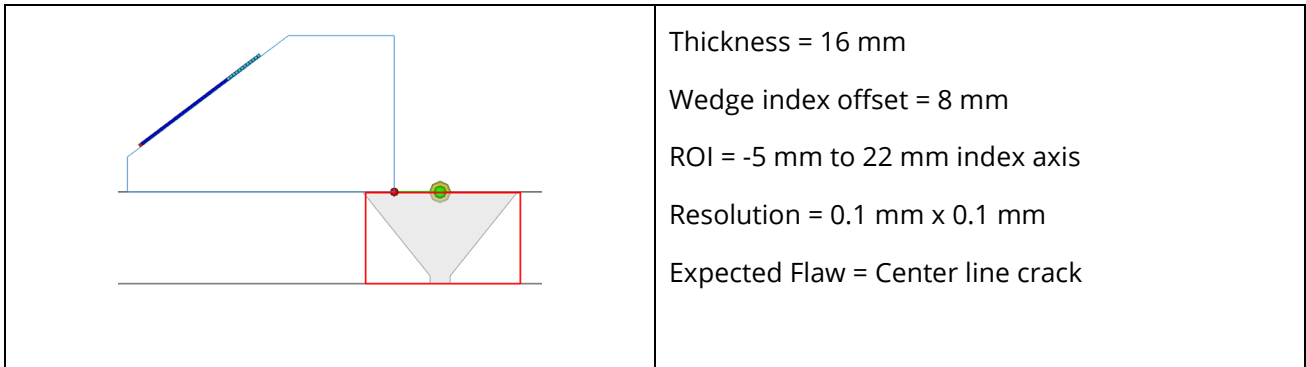 Thickness = 16 mm
Wedge index offset = 8 mm
ROI = -5 mm to 22 mm index axis
Resolution = 0.1 mm x 0.1 mm
Expected Flaw = Center line crack